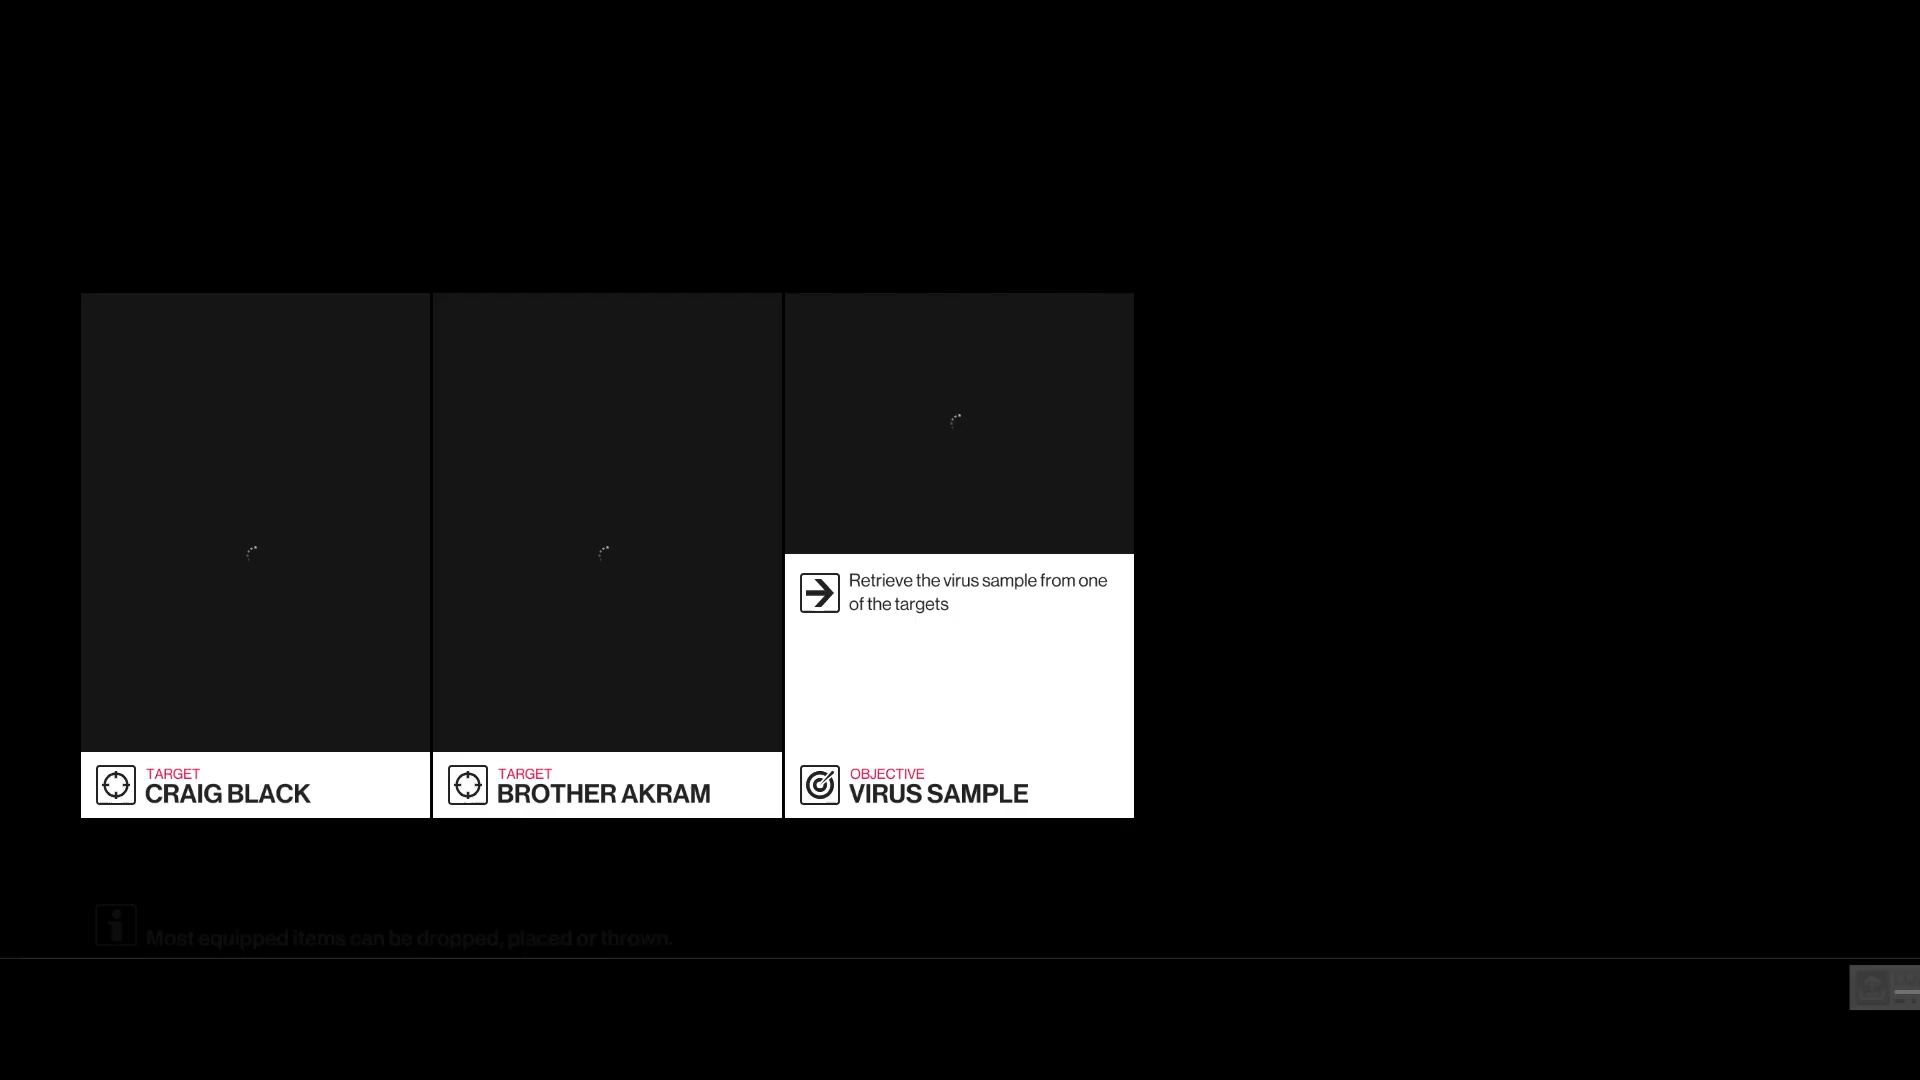 Retrieve the virus sample from one
of the targets
TARGET
CRAIG BLACK
TARGET
BROTHER AKRAM
OBJECTIVE
VIRUS SAMPLE
Most equipped items can be dropped, placed or thrown.